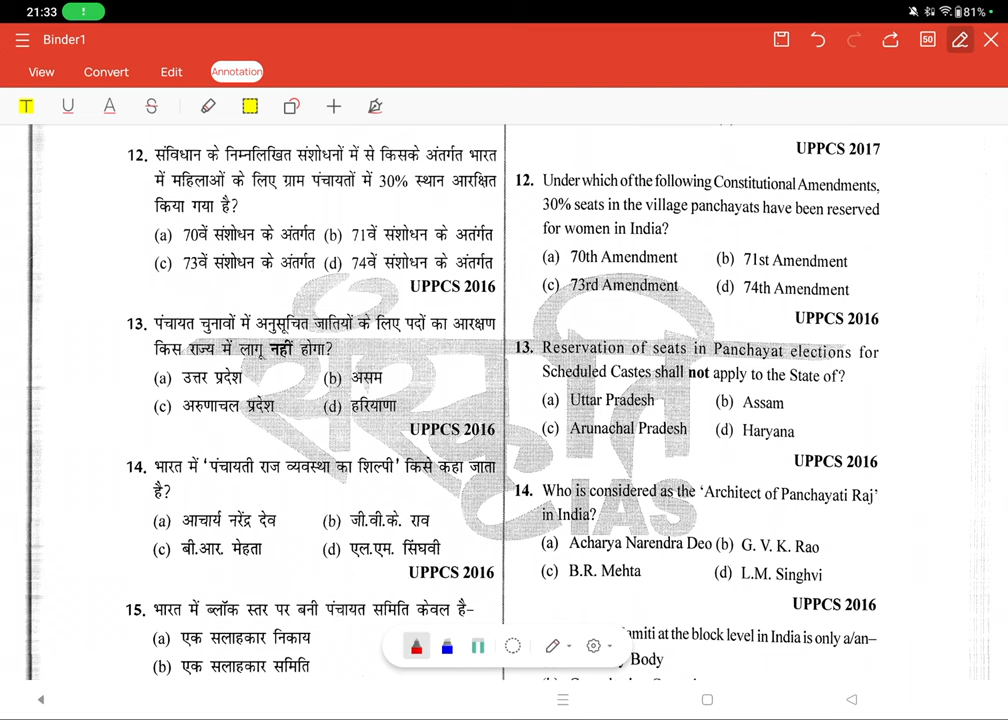 21:33
81%
Binder1
50
View Convert Edit Annotation
T U A S
12. संविधान के निम्नलिखित संशोधनों में से किसके अंतर्गत भारत
में महिलाओं के लिए ग्राम पंचायतों में 30% स्थान आरक्षित
किया गया है?
(a) 70वें संशोधन के अंतर्गत (b) 71वें संशोधन के अतंर्गत
(c) 73वें संशोधन के अंतर्गत (d) 74वें संशोधन के अंतर्गत
UPPCS 2016
13. पंचायत चुनावों में अनुसूचित जातियों के लिए पदों का आरक्षण
किस राज्य में लागू नहीं होगा?
(a) उत्तर प्रदेश (b) असम
(c) अरुणाचल प्रदेश (d) हरियाणा
UPPCS 2016
14. भारत में ‘पंचायती राज व्यवस्था का शिल्पी’ किसे कहा जाता
है?
(a) आचार्य नरेंद्र देव (b) जी.वी.के. राव
(c) बी.आर. मेहता (d) एल.एम. सिंघवी
UPPCS 2016
15. भारत में ब्लॉक स्तर पर बनी पंचायत समिति केवल है–
(a) एक सलाहकार निकाय
(b) एक सलाहकार समिति
UPPCS 2017
12. Under which of the following Constitutional Amendments,
30% seats in the village panchayats have been reserved
for women in India?
(a) 70th Amendment (b) 71st Amendment
(c) 73rd Amendment (d) 74th Amendment
UPPCS 2016
13. Reservation of seats in Panchayat elections for
Scheduled Castes shall not apply to the State of?
(a) Uttar Pradesh (b) Assam
(c) Arunachal Pradesh (d) Haryana
UPPCS 2016
14. Who is considered as the ‘Architect of Panchayati Raj’
in India?
(a) Acharya Narendra Deo (b) G. V. K. Rao
(c) B.R. Mehta (d) L.M. Singhvi
UPPCS 2016
amiti at the block level in India is only a/an–
Body
संस्कृति
IAS